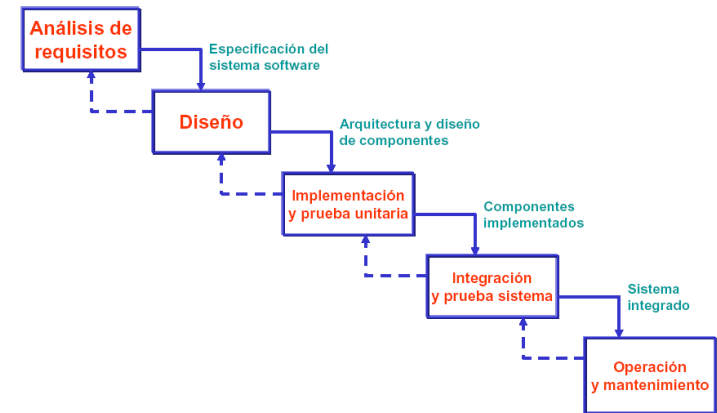 Análisis de
requisitos
Especificación del
sistema software
Diseño
Arquitectura y diseño
de componentes
Implementación
y prueba unitaria
Componentes
implementados
Integración
y prueba sistema
Sistema
integrado
Operación
y mantenimiento